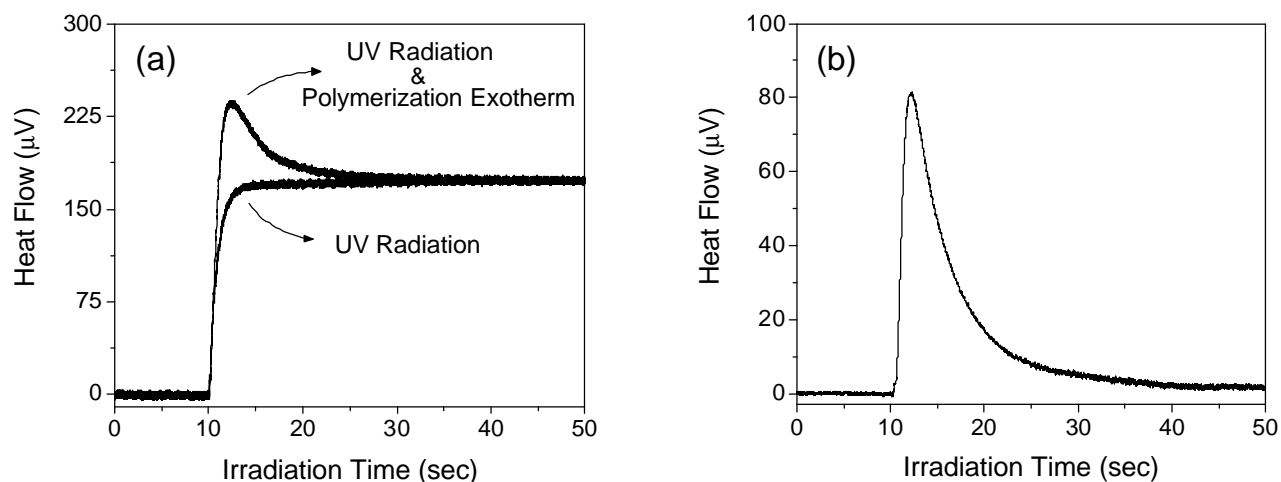 (a)
UV Radiation
&
Polymerization Exotherm
UV Radiation
Heat Flow (μV)
300
225
150
75
0
0 10 20 30 40 50
Irradiation Time (sec)
(b)
Heat Flow (μV)
100
80
60
40
20
0
0 10 20 30 40 50
Irradiation Time (sec)